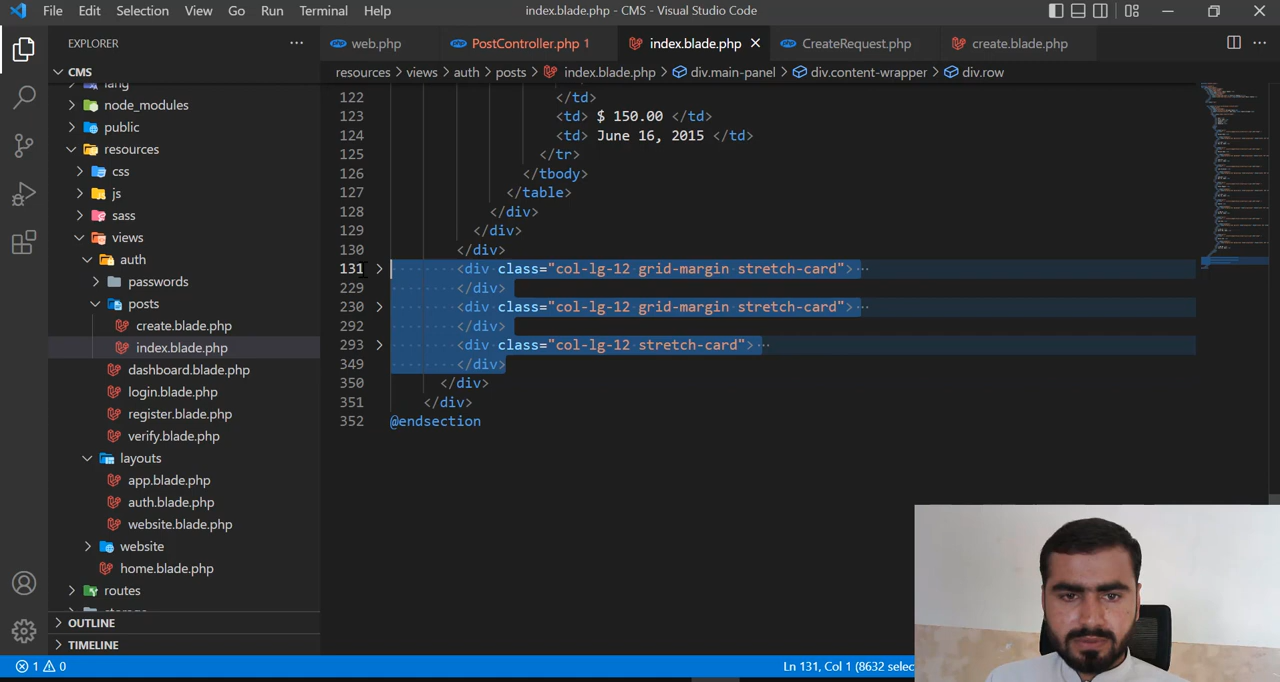 File Edit Selection View Go Run Terminal Help index.blade.php - CMS - Visual Studio Code
EXPLORER
web.php PostController.php 1 index.blade.php CreateRequest.php create.blade.php
resources > views > auth > posts > index.blade.php > div.main-panel > div.content-wrapper > div.row
CMS
lang
node_modules
public
resources
css
js
sass
views
auth
passwords
posts
create.blade.php
index.blade.php
dashboard.blade.php
login.blade.php
register.blade.php
verify.blade.php
layouts
app.blade.php
auth.blade.php
website.blade.php
website
home.blade.php
routes
OUTLINE
TIMELINE
122 </td>
123 <td> $ 150.00 </td>
124 <td> June 16, 2015 </td>
125 </tr>
126 </tbody>
127 </table>
128 </div>
129 </div>
130 </div>
131 <div class="col-lg-12 grid-margin stretch-card">
229 </div>
230 <div class="col-lg-12 grid-margin stretch-card">
292 </div>
293 <div class="col-lg-12 stretch-card">
349 </div>
350 </div>
351 </div>
352 @endsection
1 0 Ln 131, Col 1 (8632 selec